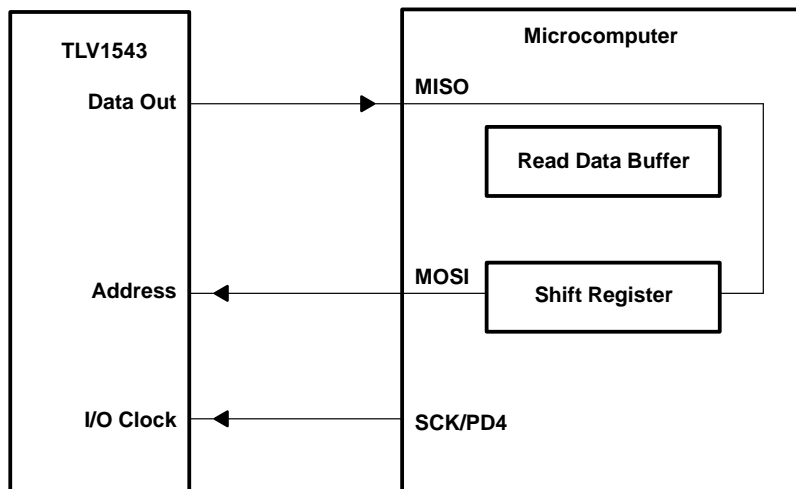 TLV1543
Microcomputer
Data Out
MISO
Read Data Buffer
Address
MOSI
Shift Register
I/O Clock
SCK/PD4